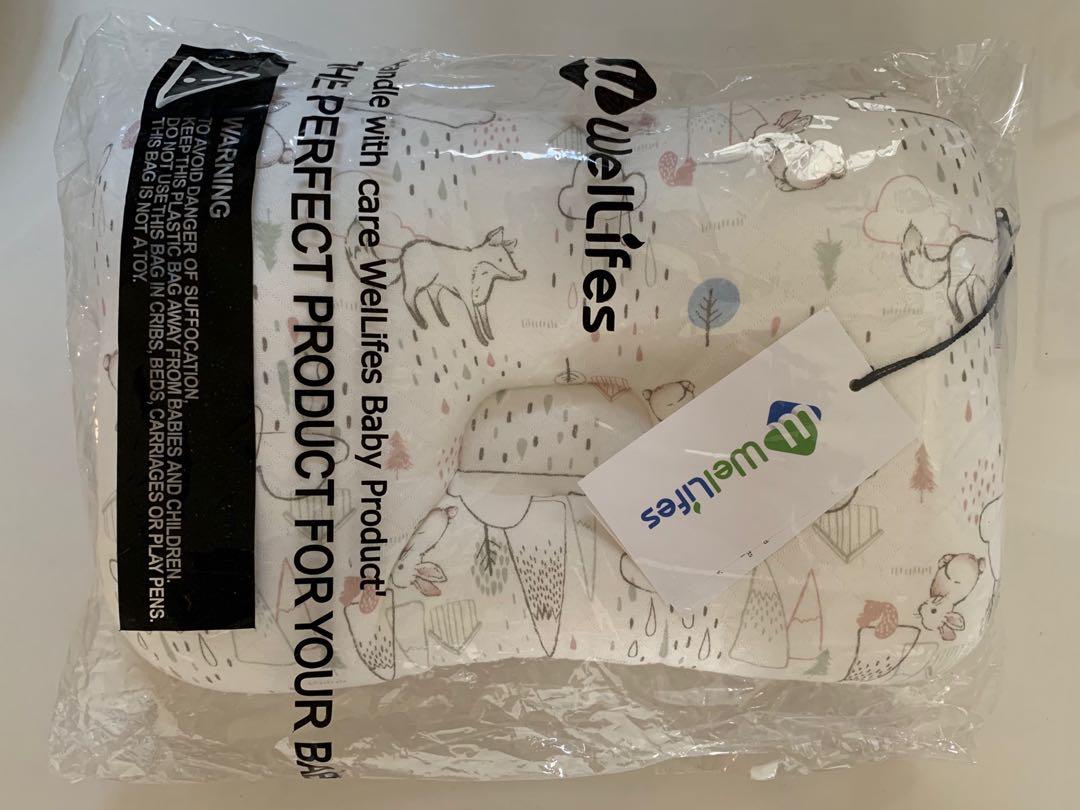 WelLifes
'Handle with care WelLifes Baby Product'
THE PERFECT PRODUCT FOR YOUR BA
WARNING
TO AVOID DANGER OF SUFFOCATION
KEEP THIS PLASTIC BAG AWAY FROM BABIES AND CHILDREN.
DO NOT USE THIS BAG IN CRIBS, BEDS, CARRIAGES OR PLAY PENS.
THIS BAG IS NOT A TOY.
WelLifes